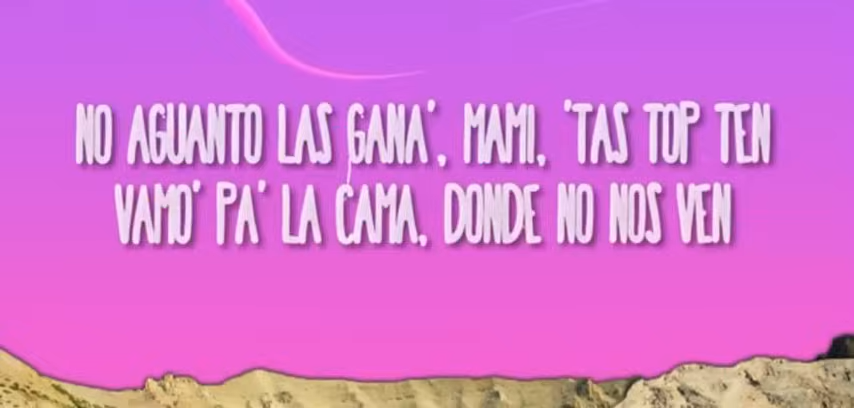 NO AGUANTO LAS GANA', MAMI, 'TAS TOP TEN
VAMO' PA' LA CAMA, DONDE NO NOS VEN